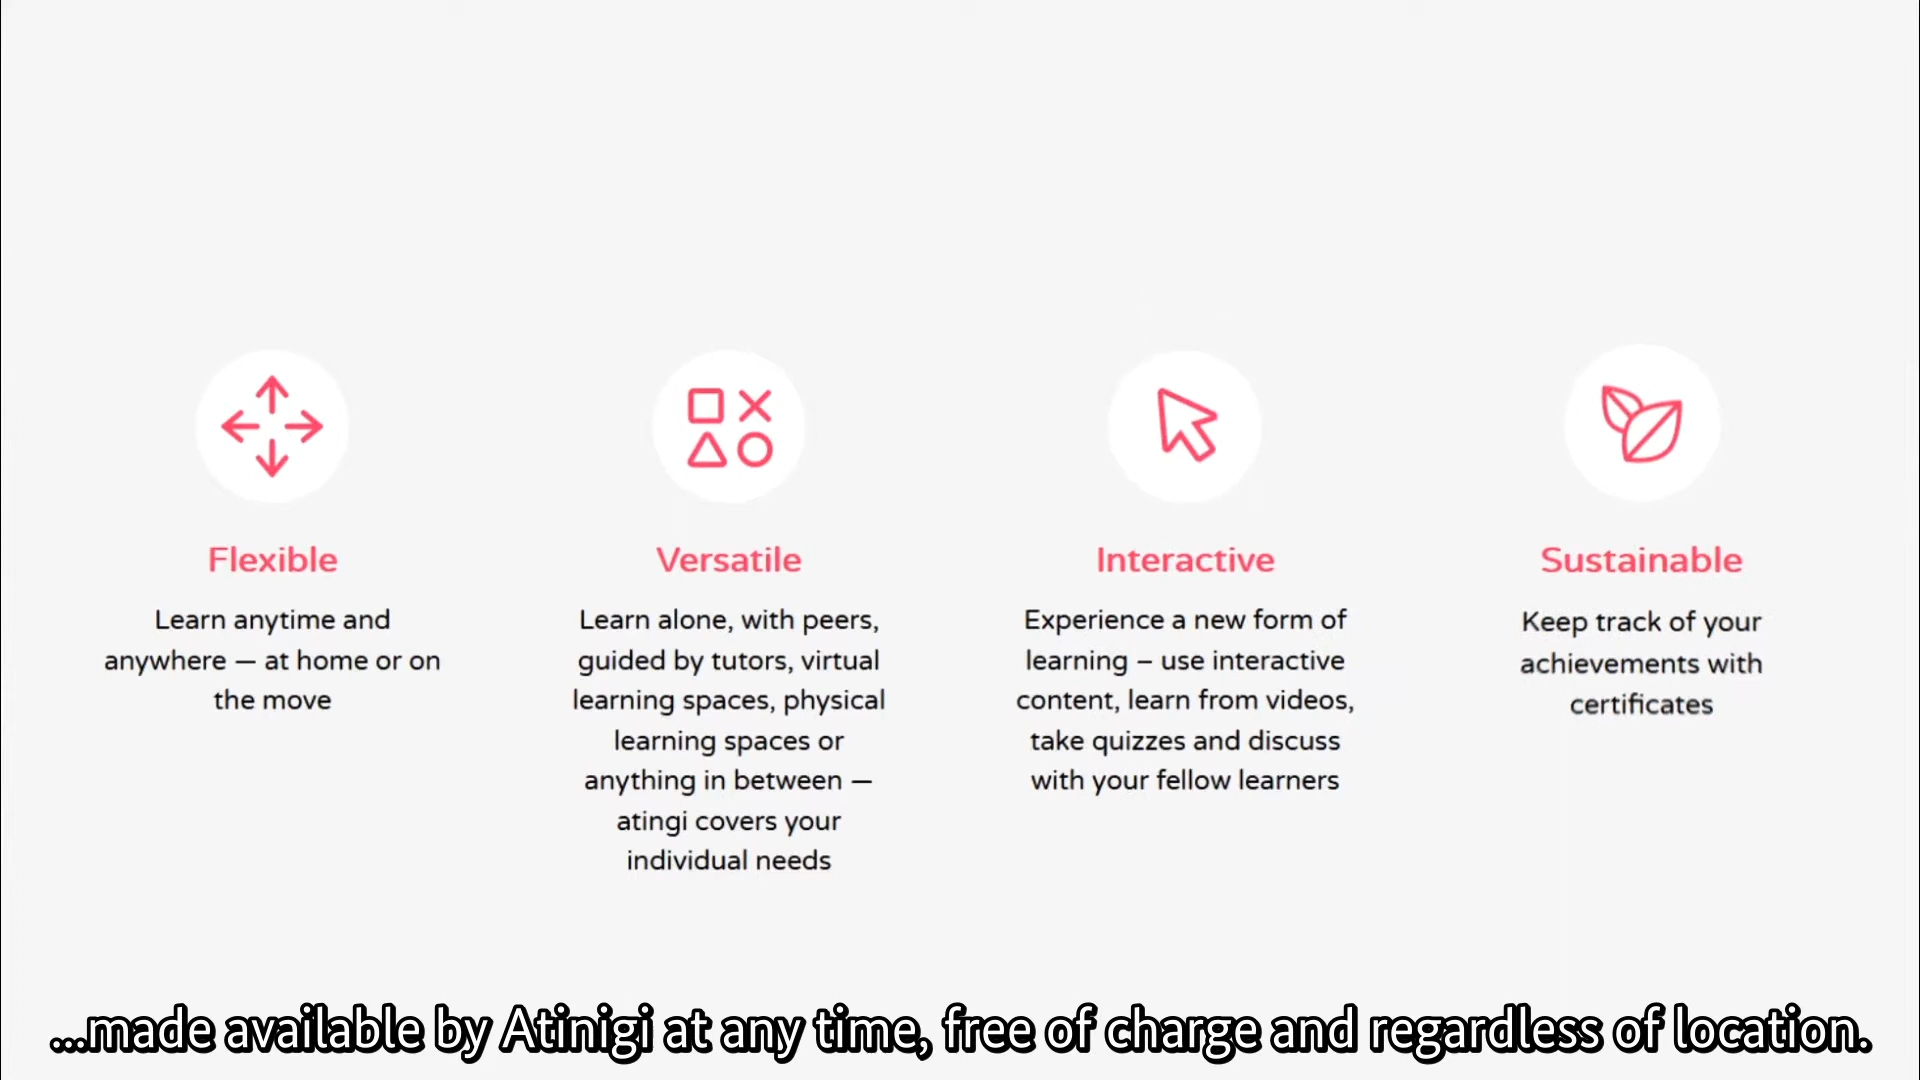 Flexible
Learn anytime and
anywhere — at home or on
the move
Versatile
Learn alone, with peers,
guided by tutors, virtual
learning spaces, physical
learning spaces or
anything in between —
atingi covers your
individual needs
Interactive
Experience a new form of
learning – use interactive
content, learn from videos,
take quizzes and discuss
with your fellow learners
Sustainable
Keep track of your
achievements with
certificates
...made available by Atinigi at any time, free of charge and regardless of location.